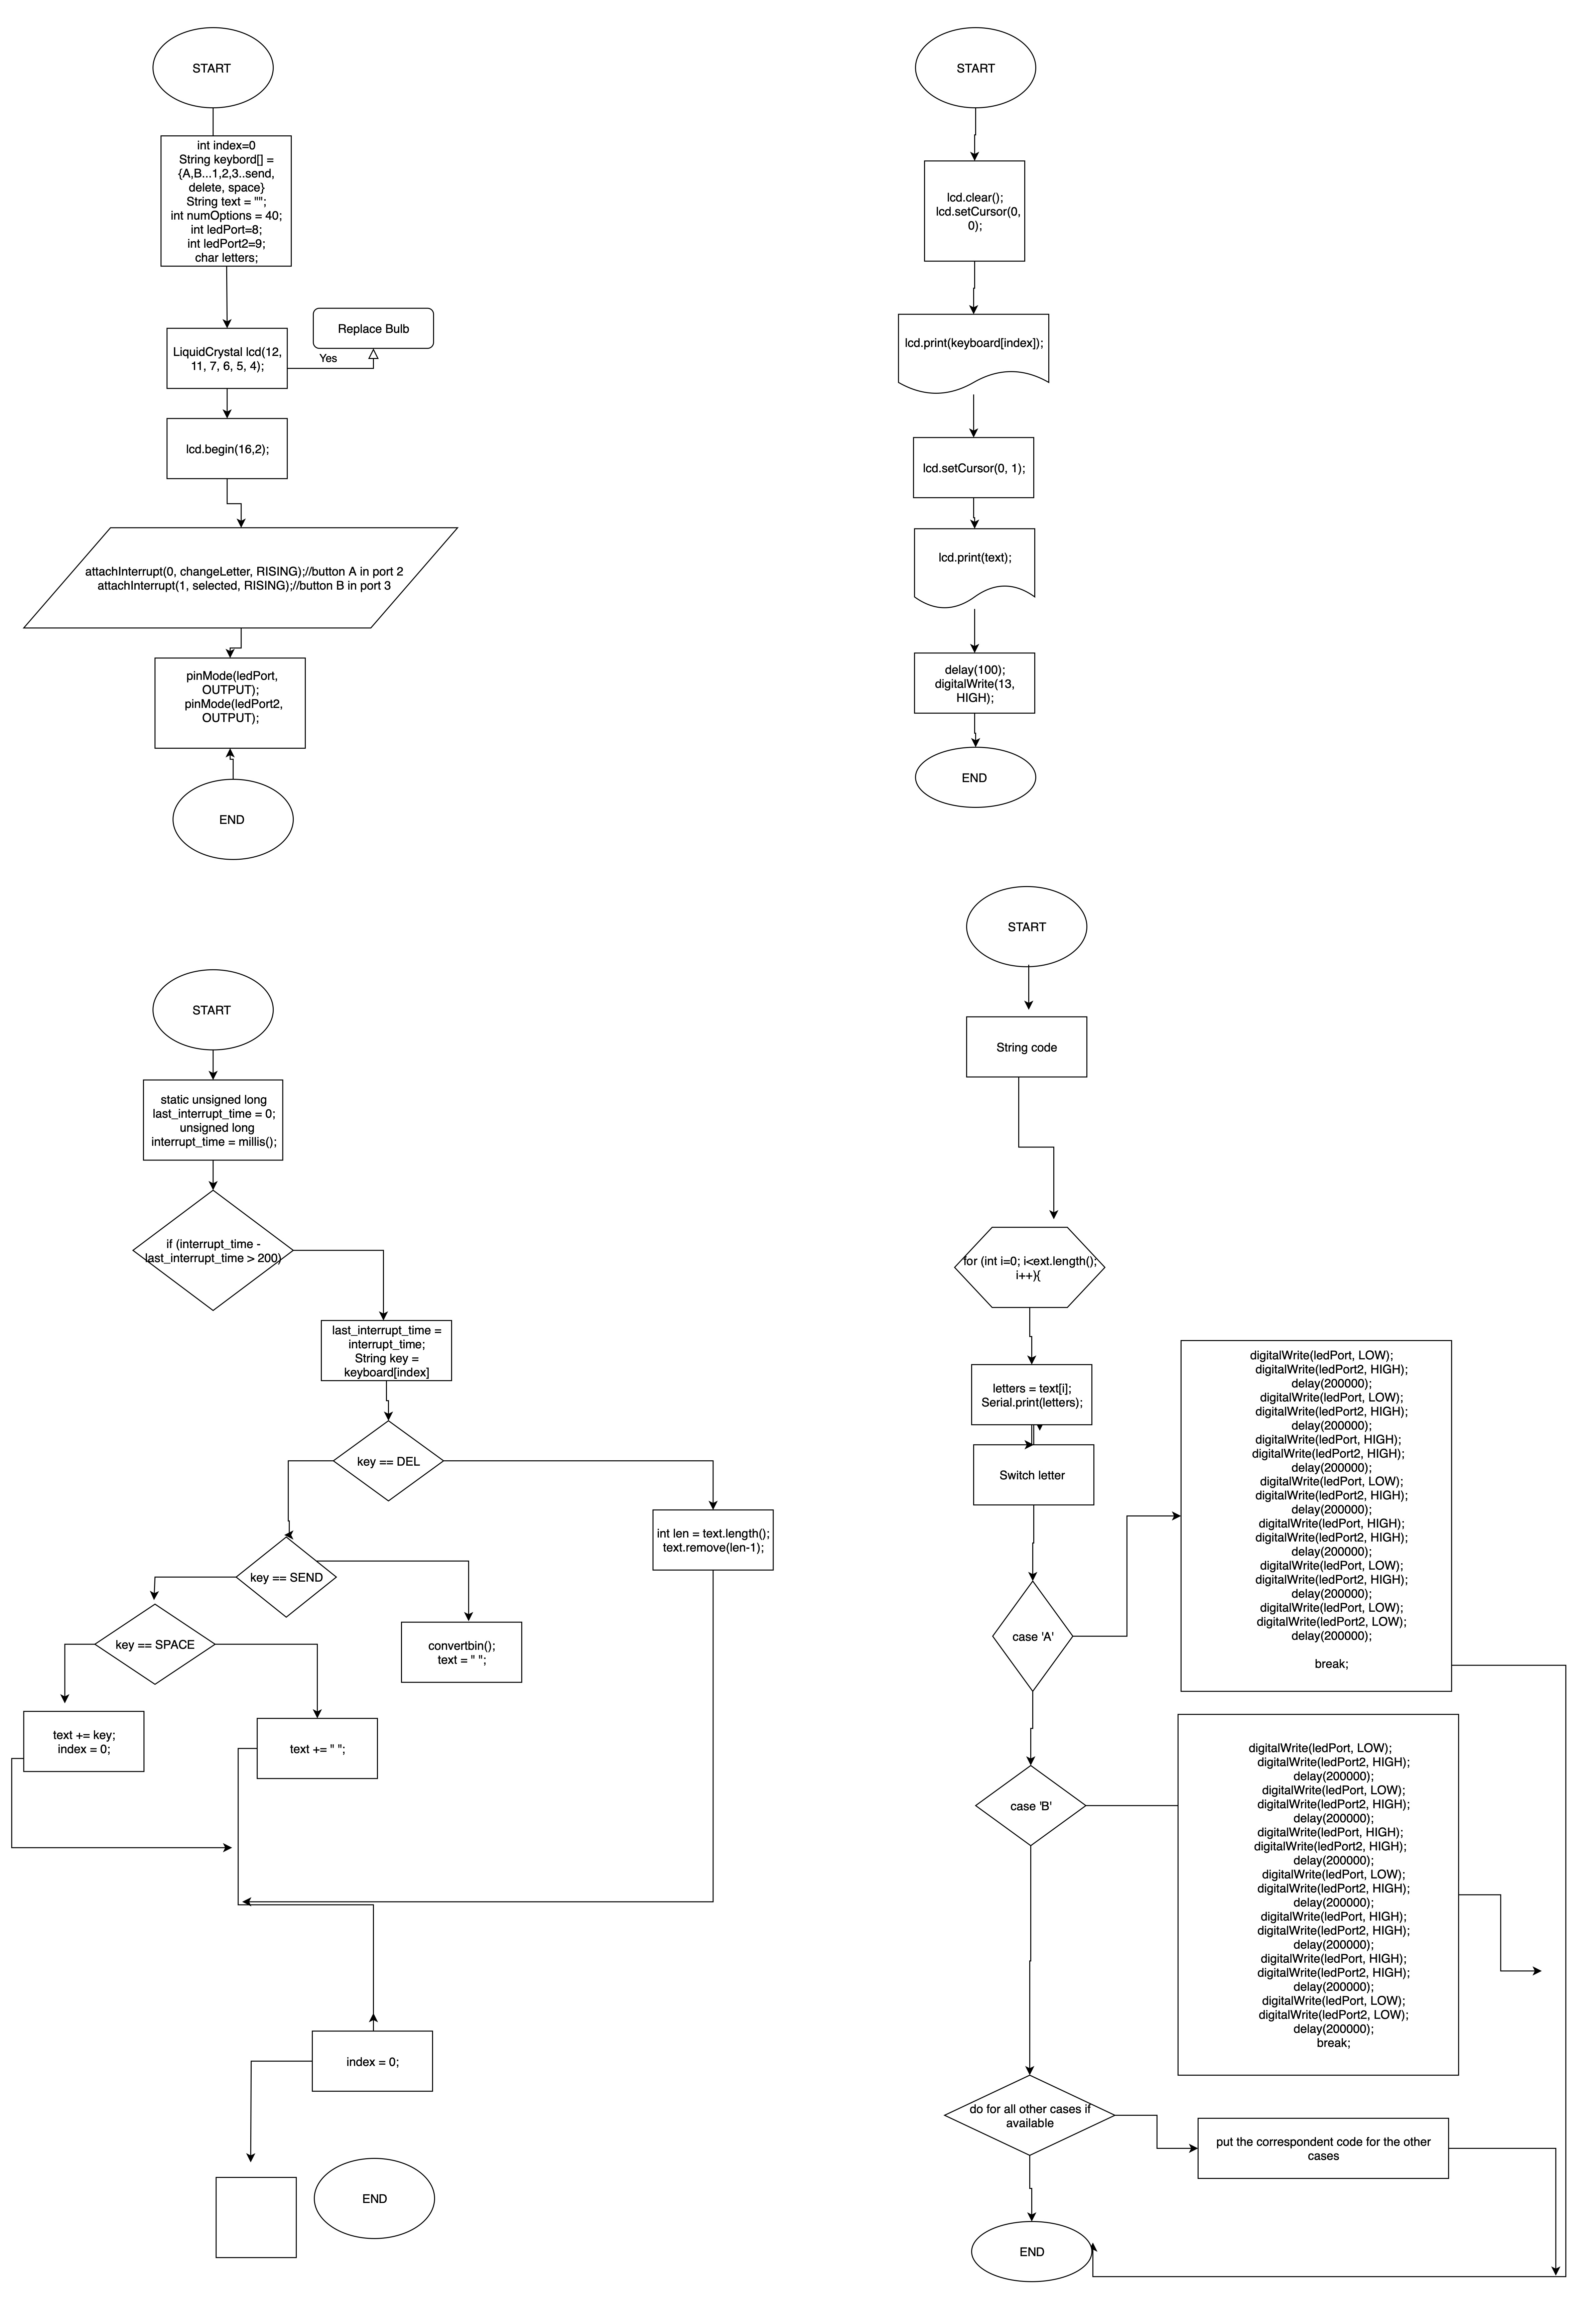 START
int index=0
String keybord[] =
{A,B...1,2,3..send,
delete, space}
String text = "";
int numOptions = 40;
int ledPort=8;
int ledPort2=9;
char letters;
LiquidCrystal lcd(12,
11, 7, 6, 5, 4);
Yes
Replace Bulb
lcd.begin(16,2);
attachInterrupt(0, changeLetter, RISING);//button A in port 2
attachInterrupt(1, selected, RISING);//button B in port 3
pinMode(ledPort,
OUTPUT);
pinMode(ledPort2,
OUTPUT);
END
START
lcd.clear();
lcd.setCursor(0,
0);
lcd.print(keyboard[index]);
lcd.setCursor(0, 1);
lcd.print(text);
delay(100);
digitalWrite(13,
HIGH);
END
START
static unsigned long
last_interrupt_time = 0;
unsigned long
interrupt_time = millis();
if (interrupt_time -
last_interrupt_time > 200)
last_interrupt_time =
interrupt_time;
String key =
keyboard[index]
key == DEL
int len = text.length();
text.remove(len-1);
key == SEND
convertbin();
text = " ";
key == SPACE
text += key;
index = 0;
text += " ";
index = 0;
END
START
String code
for (int i=0; i<ext.length();
i++){
letters = text[i];
Serial.print(letters);
Switch letter
case 'A'
digitalWrite(ledPort, LOW);
digitalWrite(ledPort2, HIGH);
delay(200000);
digitalWrite(ledPort, LOW);
digitalWrite(ledPort2, HIGH);
delay(200000);
digitalWrite(ledPort, HIGH);
digitalWrite(ledPort2, HIGH);
delay(200000);
digitalWrite(ledPort, LOW);
digitalWrite(ledPort2, HIGH);
delay(200000);
digitalWrite(ledPort, HIGH);
digitalWrite(ledPort2, HIGH);
delay(200000);
digitalWrite(ledPort, LOW);
digitalWrite(ledPort2, HIGH);
delay(200000);
digitalWrite(ledPort, LOW);
digitalWrite(ledPort2, LOW);
delay(200000);
break;
case 'B'
digitalWrite(ledPort, LOW);
digitalWrite(ledPort2, HIGH);
delay(200000);
digitalWrite(ledPort, LOW);
digitalWrite(ledPort2, HIGH);
delay(200000);
digitalWrite(ledPort, HIGH);
digitalWrite(ledPort2, HIGH);
delay(200000);
digitalWrite(ledPort, LOW);
digitalWrite(ledPort2, HIGH);
delay(200000);
digitalWrite(ledPort, HIGH);
digitalWrite(ledPort2, HIGH);
delay(200000);
digitalWrite(ledPort, HIGH);
digitalWrite(ledPort2, HIGH);
delay(200000);
digitalWrite(ledPort, LOW);
digitalWrite(ledPort2, LOW);
delay(200000);
break;
do for all other cases if
available
put the correspondent code for the other
cases
END